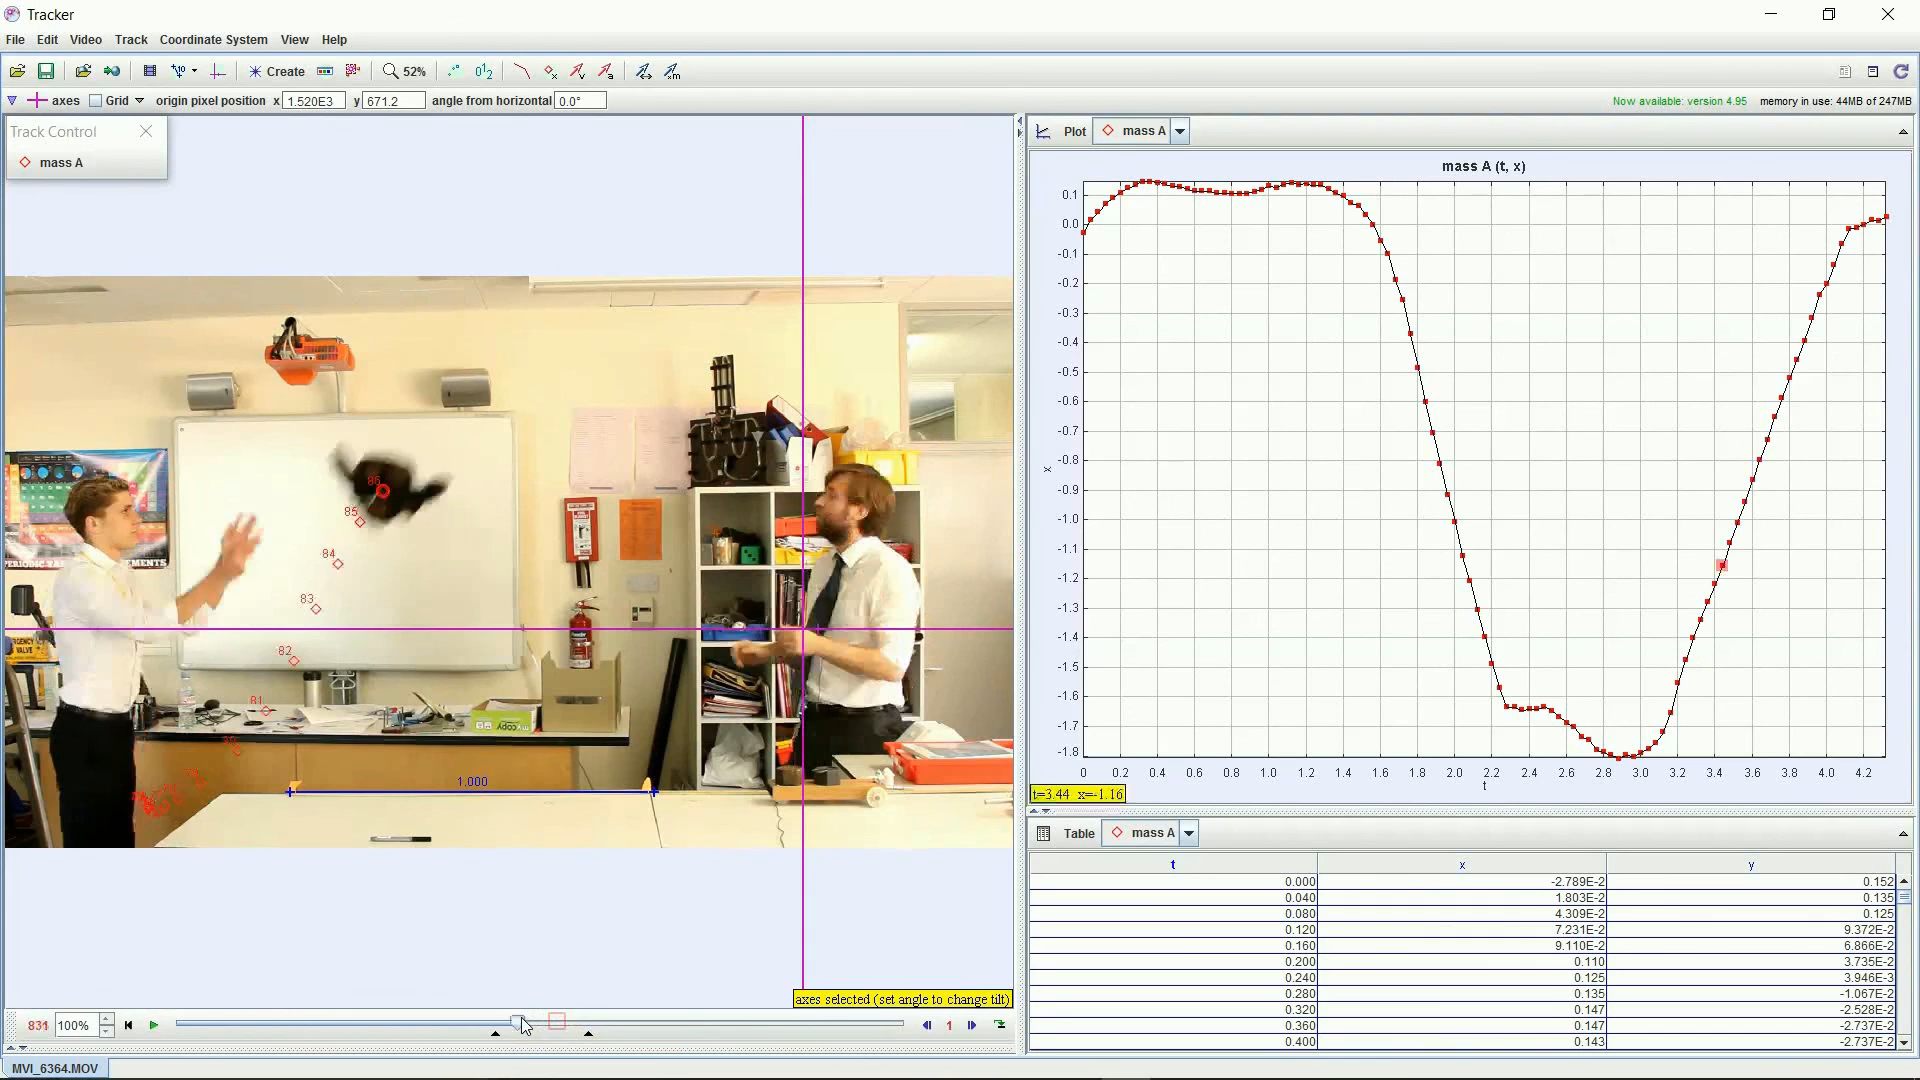 Tracker
File Edit Video Track Coordinate System View Help
Create 52%
axes Grid origin pixel position x 1.520E3 y 671.2 angle from horizontal 0.0° Now available: version 4.95 memory in use: 44MB of 247MB
Track Control
mass A
86
85
84
83
82
81
1.000
axes selected (set angle to change tilt)
831 100% 1
MVI_6364.MOV
Plot mass A
mass A (t, x)
0.1
0.0
-0.1
-0.2
-0.3
-0.4
-0.5
-0.6
-0.7
-0.8
-0.9
-1.0
-1.1
-1.2
-1.3
-1.4
-1.5
-1.6
-1.7
-1.8
x
0 0.2 0.4 0.6 0.8 1.0 1.2 1.4 1.6 1.8 2.0 2.2 2.4 2.6 2.8 3.0 3.2 3.4 3.6 3.8 4.0 4.2
t
t=3.44 x=-1.16
Table mass A
t x y
0.000 -2.789E-2 0.152
0.040 1.803E-2 0.135
0.080 4.309E-2 0.125
0.120 7.231E-2 9.372E-2
0.160 9.110E-2 6.866E-2
0.200 0.110 3.735E-2
0.240 0.125 3.946E-3
0.280 0.135 -1.067E-2
0.320 0.147 -2.528E-2
0.360 0.147 -2.737E-2
0.400 0.143 -2.737E-2